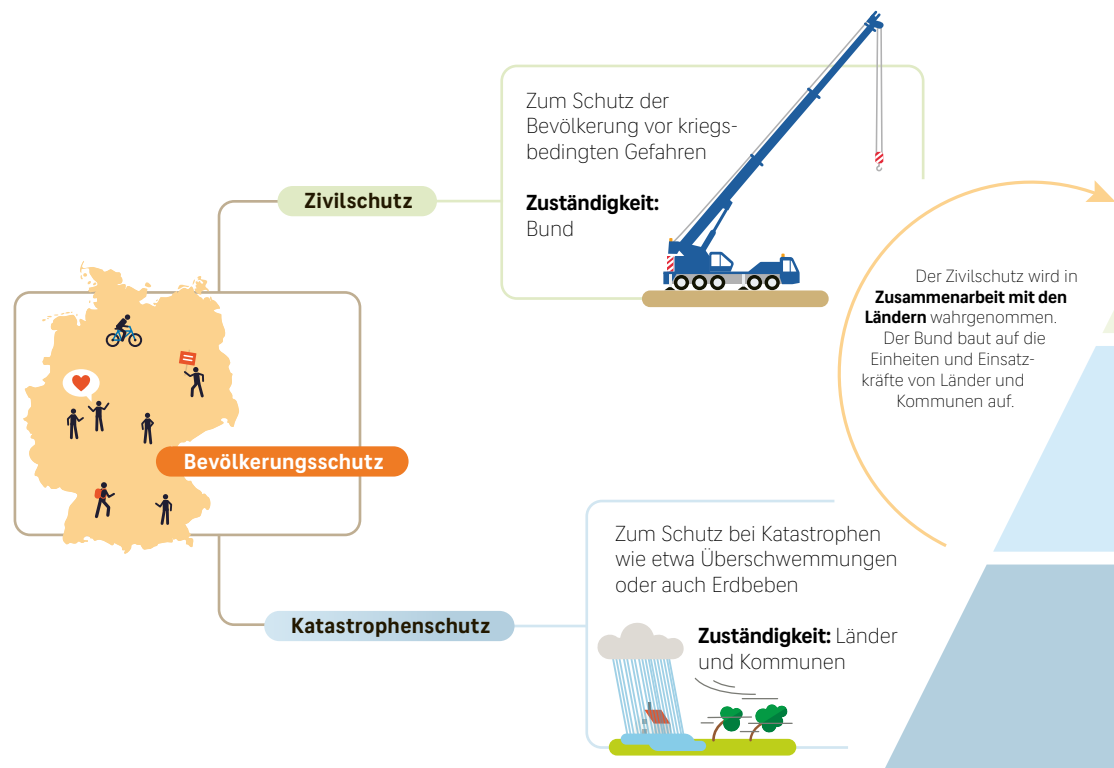 Zum Schutz der
Bevölkerung vor kriegs-
bedingten Gefahren
Zivilschutz
Zuständigkeit:
Bund
Der Zivilschutz wird in
Zusammenarbeit mit den
Ländern wahrgenommen.
Der Bund baut auf die
Einheiten und Einsatz-
kräfte von Länder und
Kommunen auf.
Bevölkerungsschutz
Zum Schutz bei Katastrophen
wie etwa Überschwemmungen
oder auch Erdbeben
Katastrophenschutz
Zuständigkeit: Länder
und Kommunen